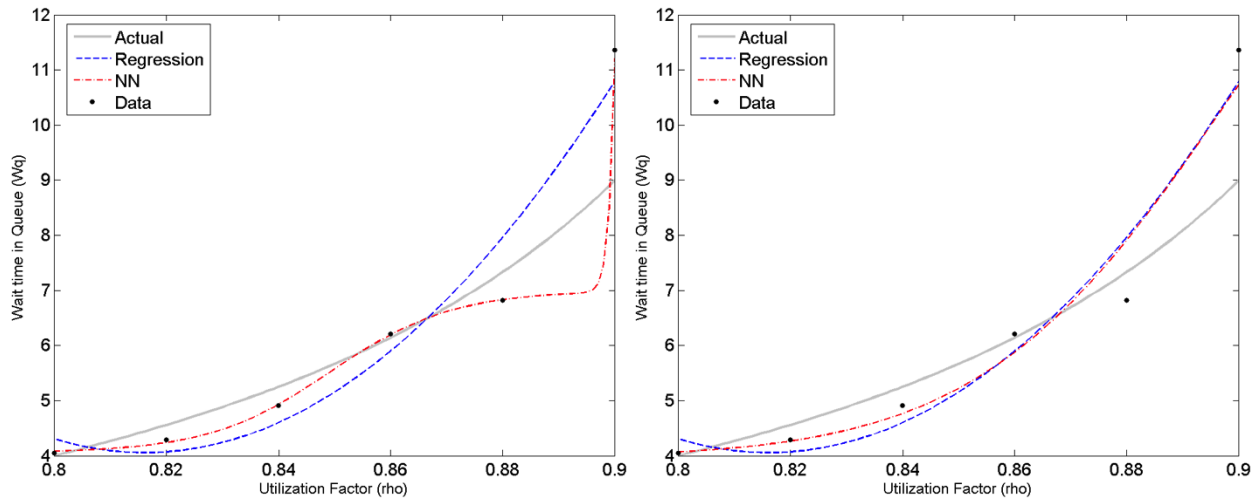 12
11
10
9
8
7
6
5
4
Wait time in Queue (Wq)
Actual
Regression
NN
Data
0.8 0.82 0.84 0.86 0.88 0.9
Utilization Factor (rho)
12
11
10
9
8
7
6
5
4
Wait time in Queue (Wq)
Actual
Regression
NN
Data
0.8 0.82 0.84 0.86 0.88 0.9
Utilization Factor (rho)